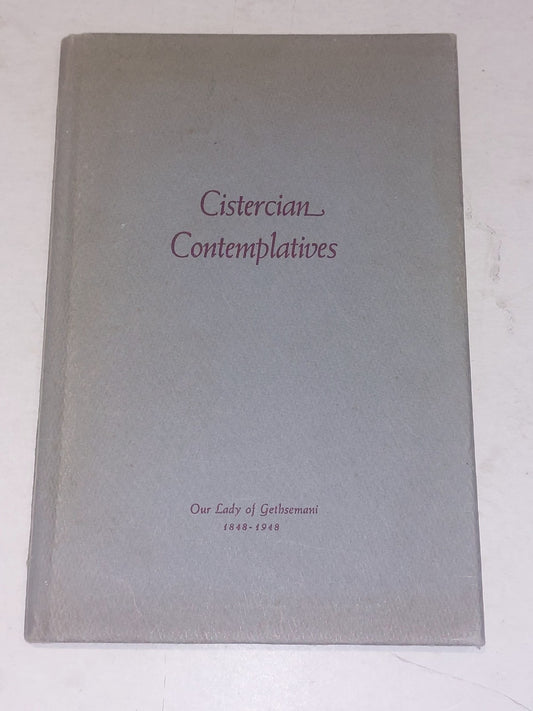 Cistercian
Contemplatives
Our Lady of Gethsemani
1848-1948